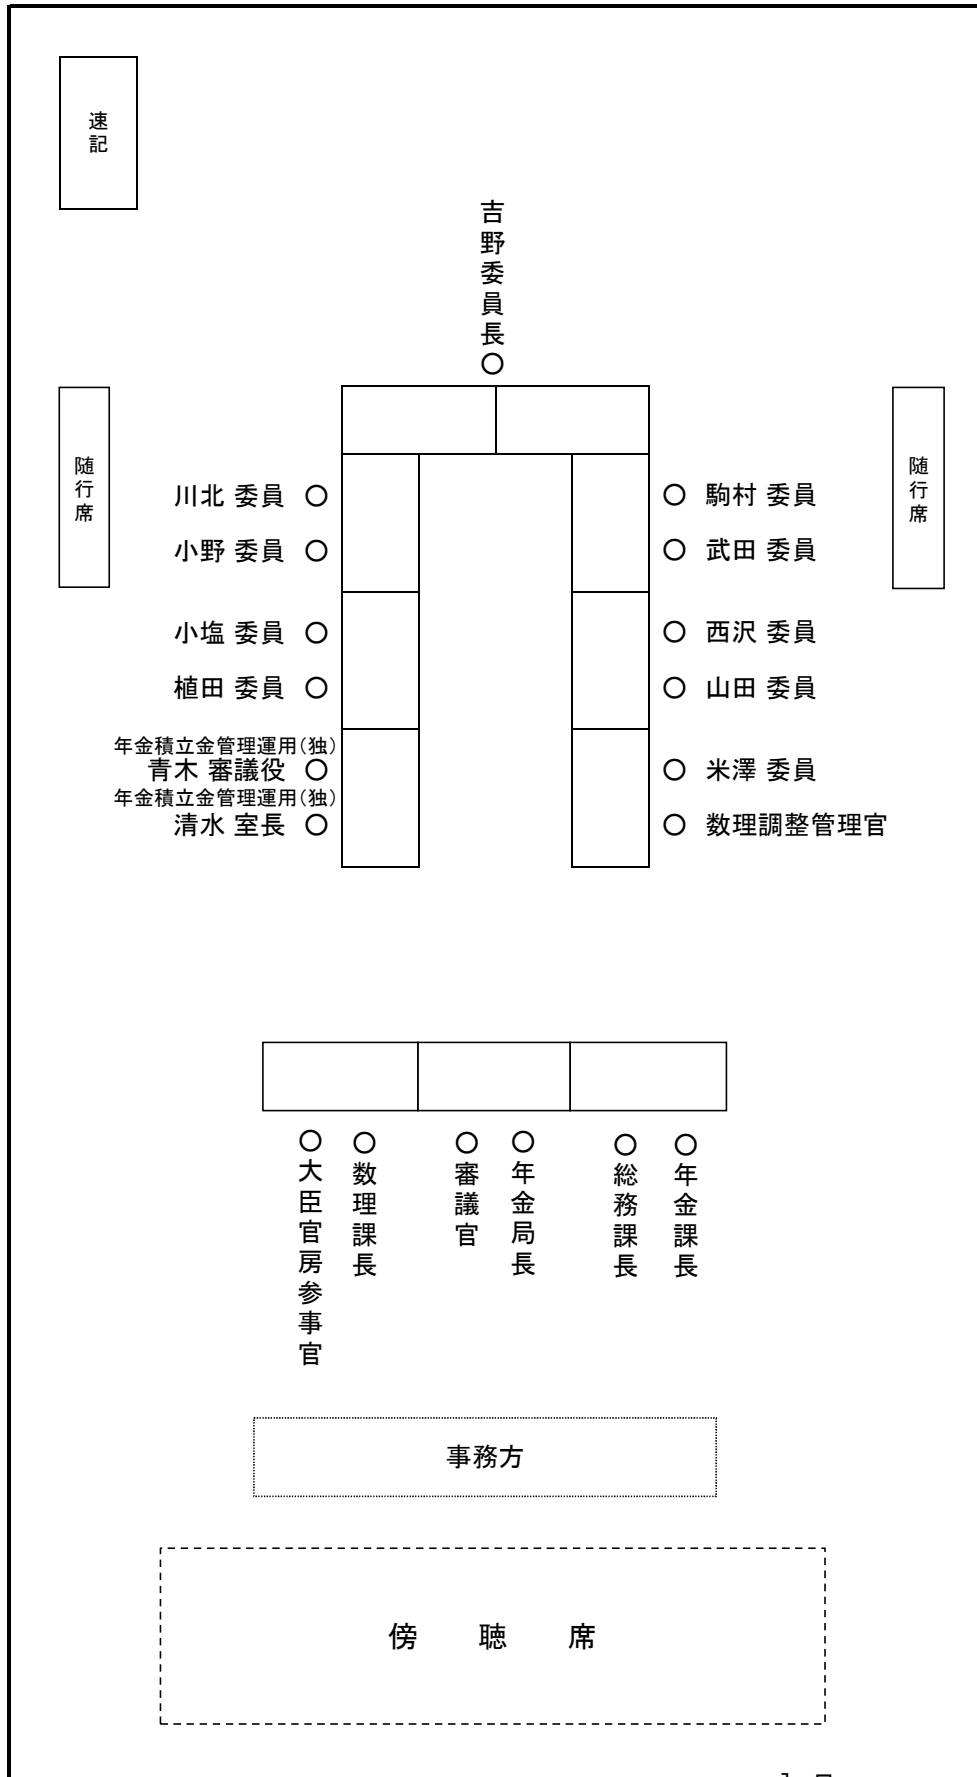 速記
吉野委員長○
随行席
随行席
川北 委員 ○
○ 駒村 委員
小野 委員 ○
○ 武田 委員
小塩 委員 ○
○ 西沢 委員
植田 委員 ○
○ 山田 委員
年金積立金管理運用(独)
青木 審議役 ○
○ 米澤 委員
年金積立金管理運用(独)
清水 室長 ○
○ 数理調整管理官
○大臣官房参事官
○数理課長
○審議官
○年金局長
○総務課長
○年金課長
事務方
傍 聴 席